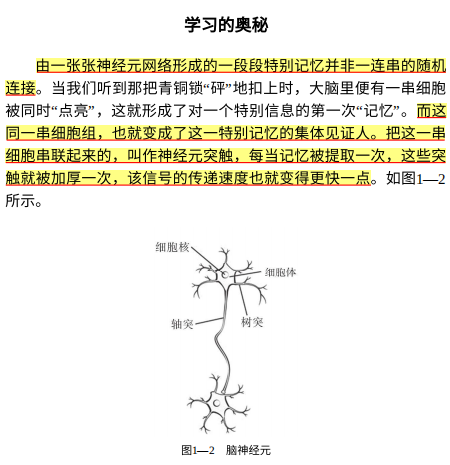 学习的奥秘
由一张张神经元网络形成的一段段特别记忆并非一连串的随机
连接。当我们听到那把青铜锁“砰”地扣上时，大脑里便有一串细胞
被同时“点亮”，这就形成了对一个特别信息的第一次“记忆”。而这
同一串细胞组，也就变成了这一特别记忆的集体见证人。把这一串
细胞串联起来的，叫作神经元突触，每当记忆被提取一次，这些突
触就被加厚一次，该信号的传递速度也就变得更快一点。如图1—2
所示。
细胞核
细胞体
轴突
树突
图1—2 脑神经元